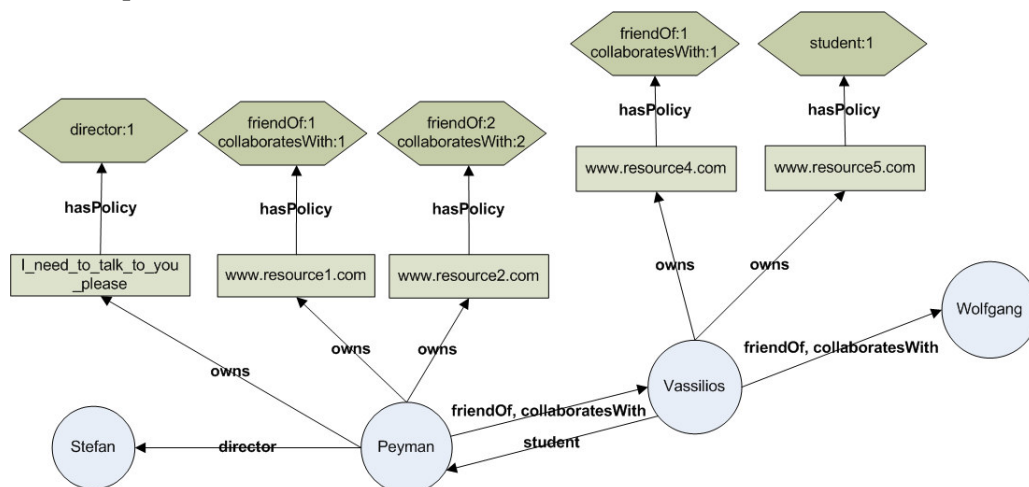 friendOf:1
collaboratesWith:1
student:1
hasPolicy
hasPolicy
director:1
friendOf:1
collaboratesWith:1
friendOf:2
collaboratesWith:2
www.resource4.com
www.resource5.com
hasPolicy
hasPolicy
hasPolicy
I_need_to_talk_to_you
_please
www.resource1.com
www.resource2.com
owns
owns
Wolfgang
owns
owns
owns
friendOf, collaboratesWith
Vassilios
friendOf, collaboratesWith
Stefan
director
Peyman
student